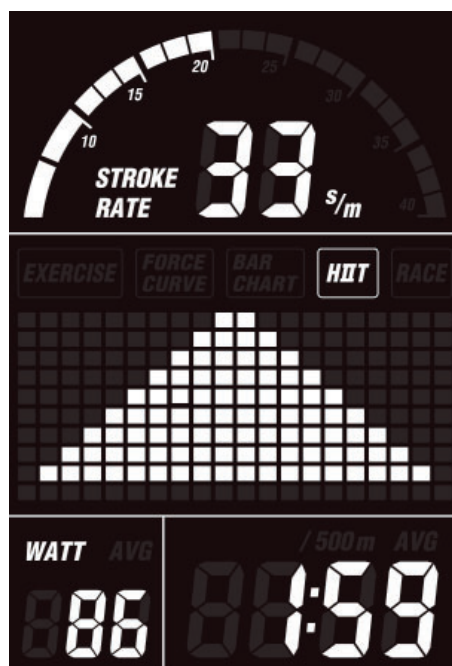 20 25
15 30
10 35
STROKE RATE 33 s/m 40
EXERCISE FORCE CURVE BAR CHART HIIT RACE
WATT AVG /500m AVG
86 1:59